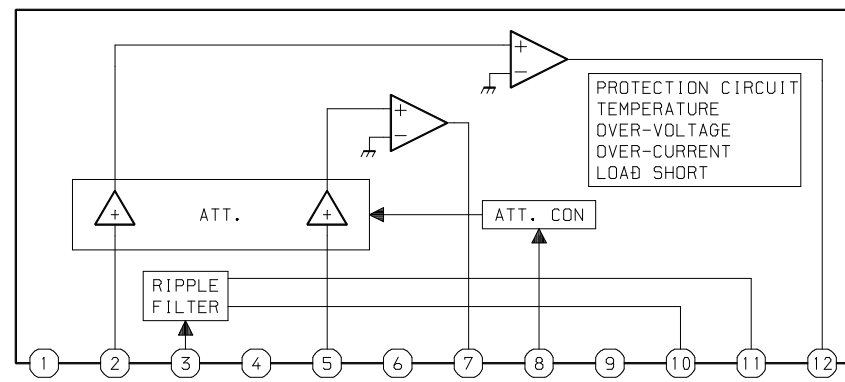 +
−
+
−
PROTECTION CIRCUIT
TEMPERATURE
OVER-VOLTAGE
OVER-CURRENT
LOAD SHORT
+
ATT.
+
ATT. CON
RIPPLE
FILTER
1 2 3 4 5 6 7 8 9 10 11 12